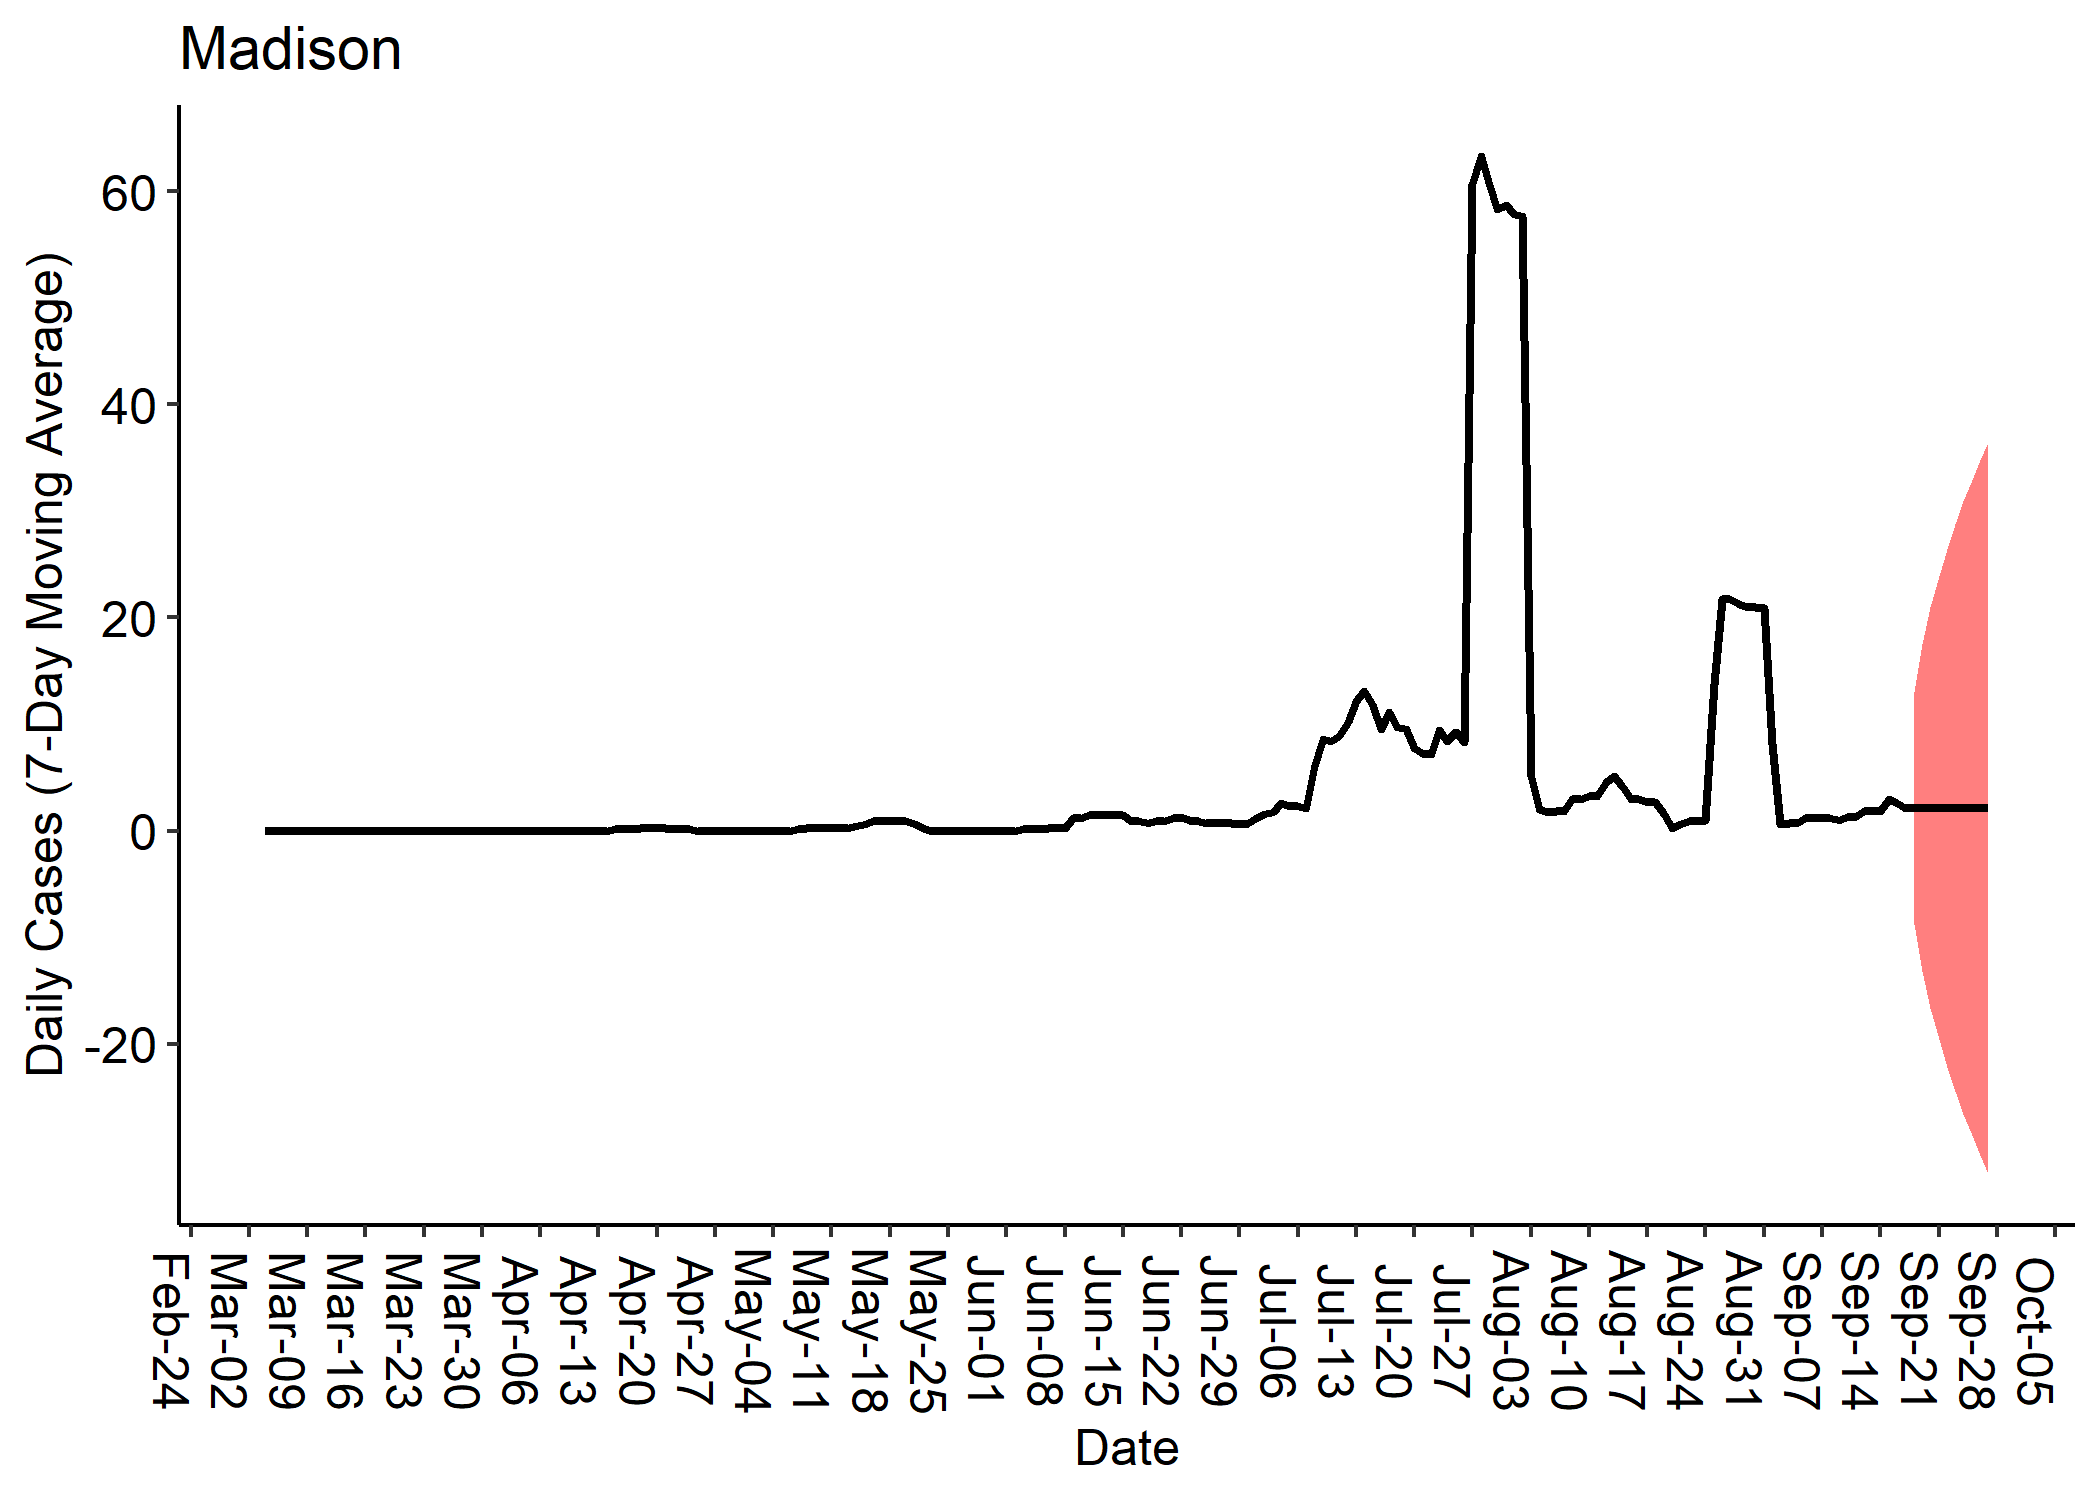 Madison
Daily Cases (7-Day Moving Average)
60
40
20
0
-20
Feb-24
Mar-02
Mar-09
Mar-16
Mar-23
Mar-30
Apr-06
Apr-13
Apr-20
Apr-27
May-04
May-11
May-18
May-25
Jun-01
Jun-08
Jun-15
Jun-22
Jun-29
Jul-06
Jul-13
Jul-20
Jul-27
Aug-03
Aug-10
Aug-17
Aug-24
Aug-31
Sep-07
Sep-14
Sep-21
Sep-28
Oct-05
Date